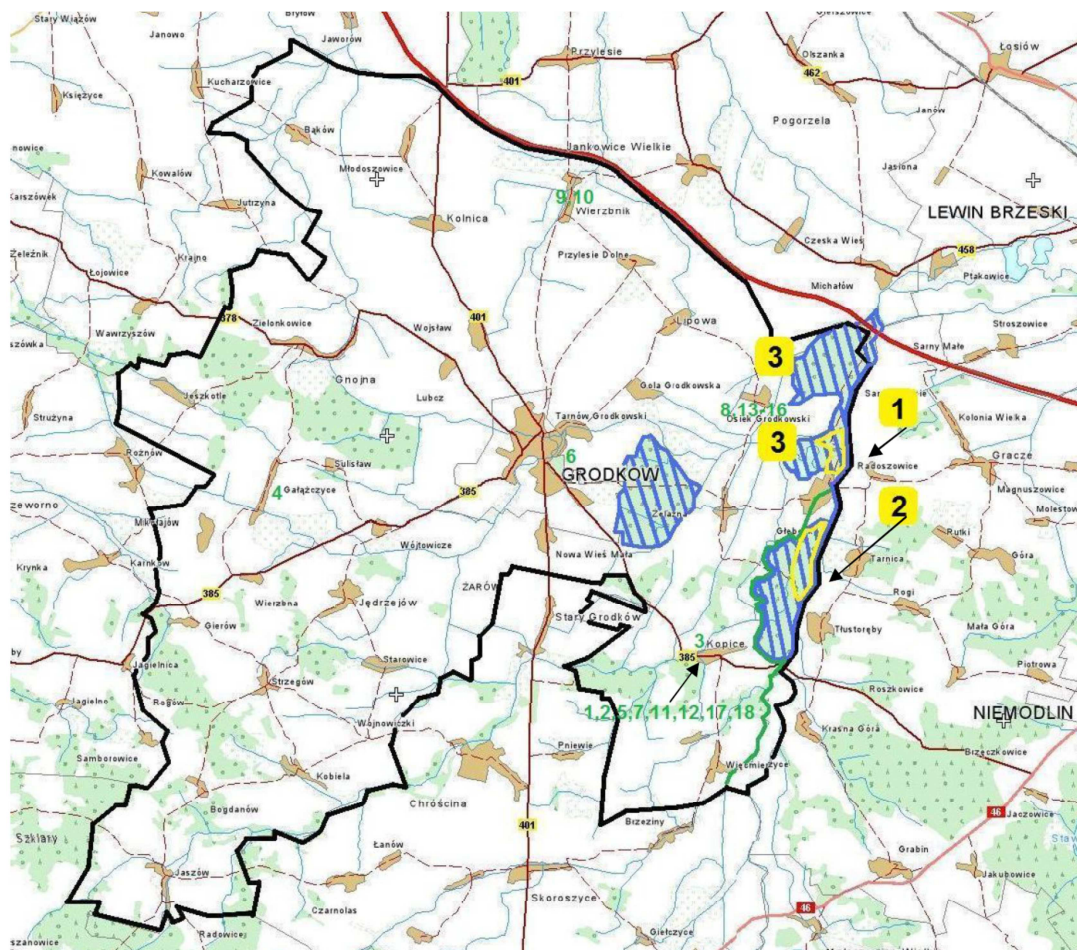 Stary Wiązów
Janowo
Bryłów
Jaworów
Przylesie
Olszanka
Łosiów
401
462
Kucharzowice
Księżyce
Janów
Pogorzela
Bąków
Jankowice Wielkie
Młodoszowice
Jasiona
Kowalów
9,10
Wierzbnik
Jutrzyna
Kolnica
LEWIN BRZESKI
Czeska Wieś
458
Żeleźnik
Krajno
Przylesie Dolne
Łojowice
Ptakowice
Michałów
378
Zielonkowice
401
Wojsław
Lipowa
Stroszowice
Wawrzyszów
Sarny Małe
3
Gnojna
Gola Grodkowska
Jeszkotle
Lubcz
1
Kolonia Wielka
8,13-16
Strużyna
Tarnów Grodkowski
Osiek Grodkowski
3
Rożnów
6
Gracze
Sulisław
Radoszowice
GRODKÓW
4
Gałązczyce
385
Magnuszowice
Żelazna
2
Mikołajów
Molestow
Rutki
Wójtowicze
Nowa Wieś Mała
Krynka
Karnków
Tarnica
Góra
ŻARÓW
385
Wierzbna
Jędrzejów
Rogi
Stary Grodków
Gierów
Tłustoręby
Mała Góra
3
Kopice
385
Jagielnica
Starowice
Piotrowa
Strzegów
Roszkowice
Jagielno
Rogów
1,2,5,7,11,12,17,18
NIEMODLIN
Wojnowiczki
Krasna Góra
Pniewie
Brzęczkowice
Samborowice
Więcmierzyce
Kobiela
Chróścina
Bogdanów
46
Jaczowice
Szklary
401
Brzeziny
Łanów
Grabin
Jaszów
Jakubowice
Skoroszyce
Czarnolas
46
Radowice
Giełczyce